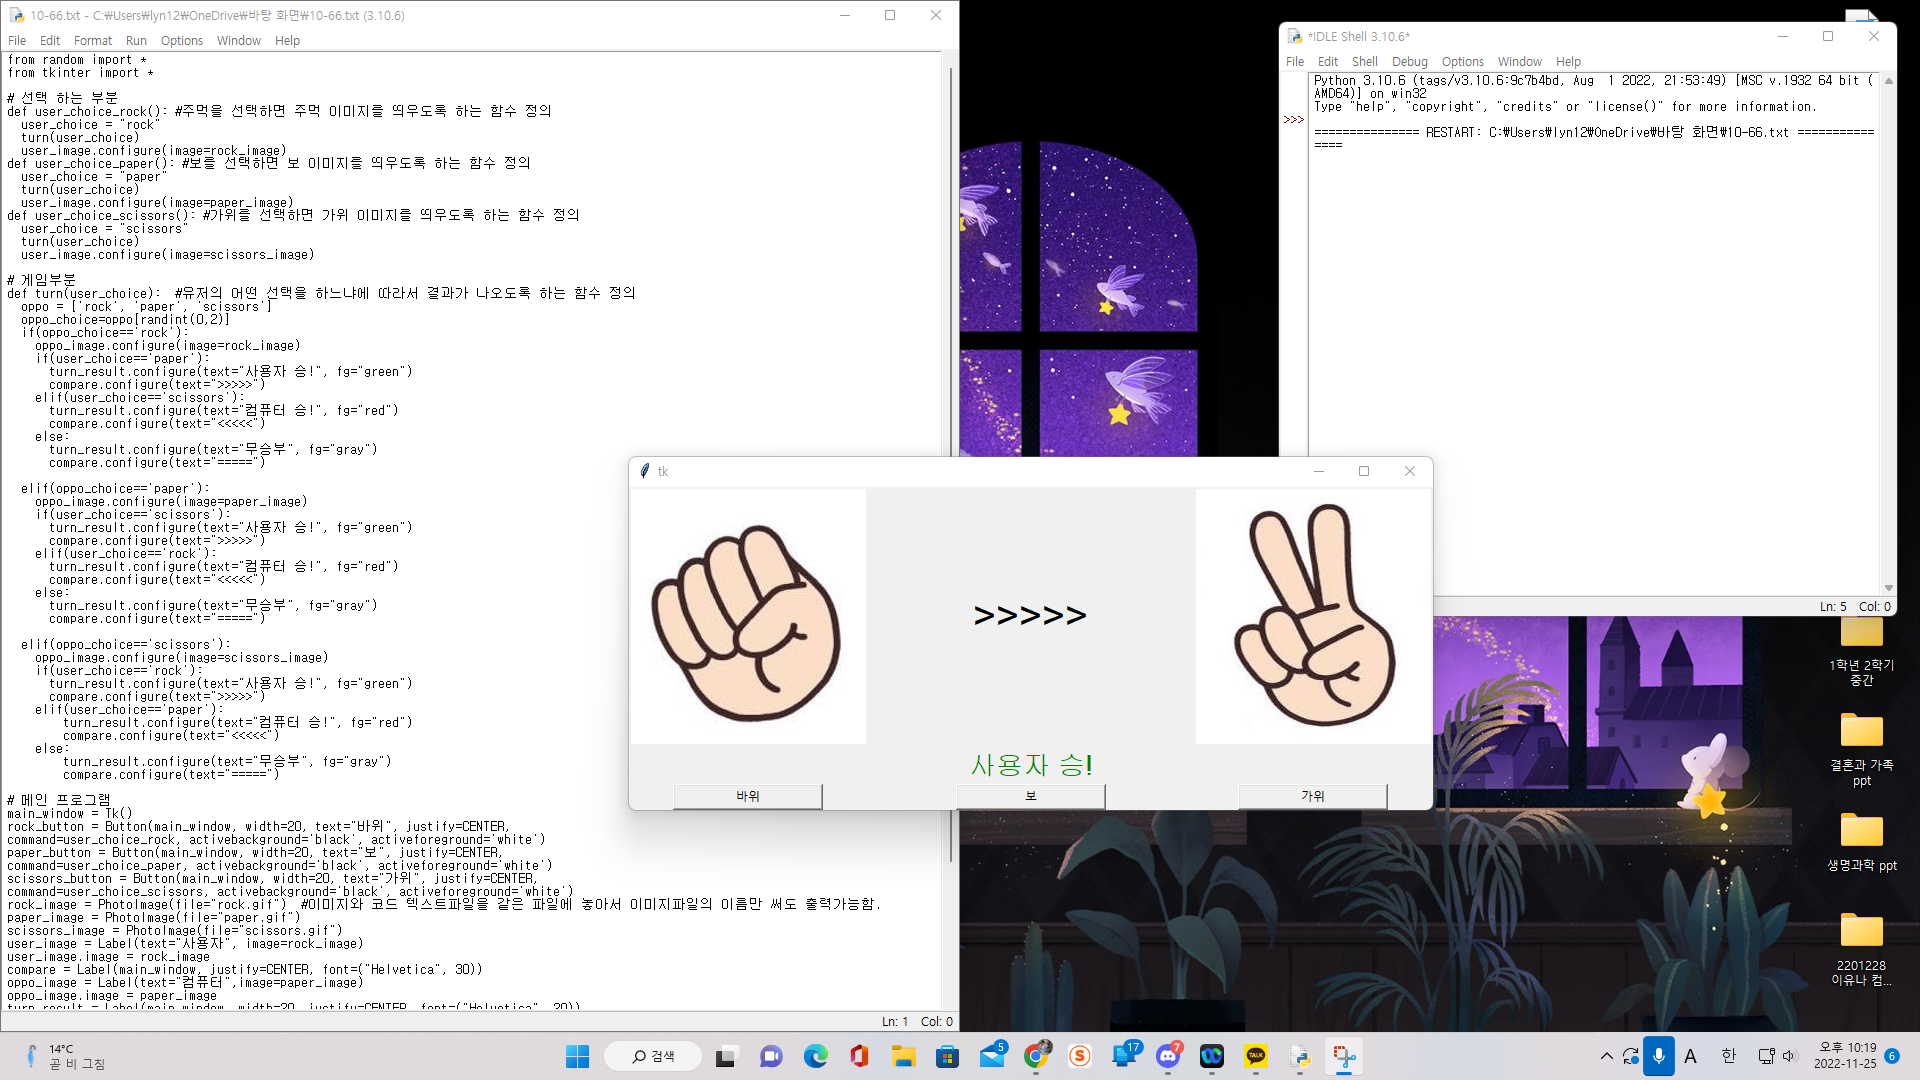 10-66.txt - C:\Users\lyn12\OneDrive\바탕 화면\10-66.txt (3.10.6)
File Edit Format Run Options Window Help
from random import *
from tkinter import *
# 선택 하는 부분
def user_choice_rock(): #주먹을 선택하면 주먹 이미지를 띄우도록 하는 함수 정의
user_choice = "rock"
turn(user_choice)
user_image.configure(image=rock_image)
def user_choice_paper(): #보를 선택하면 보 이미지를 띄우도록 하는 함수 정의
user_choice = "paper"
turn(user_choice)
user_image.configure(image=paper_image)
def user_choice_scissors(): #가위를 선택하면 가위 이미지를 띄우도록 하는 함수 정의
user_choice = "scissors"
turn(user_choice)
user_image.configure(image=scissors_image)
# 게임부분
def turn(user_choice): #유저의 어떤 선택을 하느냐에 따라서 결과가 나오도록 하는 함수 정의
oppo = ['rock', 'paper', 'scissors']
oppo_choice=oppo[randint(0,2)]
if(oppo_choice=='rock'):
oppo_image.configure(image=rock_image)
if(user_choice=='paper'):
turn_result.configure(text="사용자 승!", fg="green")
compare.configure(text=">>>>>")
elif(user_choice=='scissors'):
turn_result.configure(text="컴퓨터 승!", fg="red")
compare.configure(text="<<<<<")
else:
turn_result.configure(text="무승부", fg="gray")
compare.configure(text="=====")
elif(oppo_choice=='paper'):
oppo_image.configure(image=paper_image)
if(user_choice=='scissors'):
turn_result.configure(text="사용자 승!", fg="green")
compare.configure(text=">>>>>")
elif(user_choice=='rock'):
turn_result.configure(text="컴퓨터 승!", fg="red")
compare.configure(text="<<<<<")
else:
turn_result.configure(text="무승부", fg="gray")
compare.configure(text="=====")
elif(oppo_choice=='scissors'):
oppo_image.configure(image=scissors_image)
if(user_choice=='rock'):
turn_result.configure(text="사용자 승!", fg="green")
compare.configure(text=">>>>>")
elif(user_choice=='paper'):
turn_result.configure(text="컴퓨터 승!", fg="red")
compare.configure(text="<<<<<")
else:
turn_result.configure(text="무승부", fg="gray")
compare.configure(text="=====")
# 메인 프로그램
main_window = Tk()
rock_button = Button(main_window, width=20, text="바위", justify=CENTER,
command=user_choice_rock, activebackground='black', activeforeground='white')
paper_button = Button(main_window, width=20, text="보", justify=CENTER,
command=user_choice_paper, activebackground='black', activeforeground='white')
scissors_button = Button(main_window, width=20, text="가위", justify=CENTER,
command=user_choice_scissors, activebackground='black', activeforeground='white')
rock_image = PhotoImage(file="rock.gif") #이미지와 코드 텍스트파일을 같은 파일에 놓아서 이미지파일의 이름만 써도 출력가능함.
paper_image = PhotoImage(file="paper.gif")
scissors_image = PhotoImage(file="scissors.gif")
user_image = Label(text="사용자", image=rock_image)
user_image.image = rock_image
compare = Label(main_window, justify=CENTER, font=("Helvetica", 30))
oppo_image = Label(text="컴퓨터",image=paper_image)
oppo_image.image = paper_image
turn_result = Label(main_window, width=20, justify=CENTER, font=("Helvetica", 20))
Ln: 1 Col: 0
*IDLE Shell 3.10.6*
File Edit Shell Debug Options Window Help
Python 3.10.6 (tags/v3.10.6:9c7b4bd, Aug 1 2022, 21:53:49) [MSC v.1932 64 bit (
AMD64)] on win32
Type "help", "copyright", "credits" or "license()" for more information.
>>>
=============== RESTART: C:\Users\lyn12\OneDrive\바탕 화면\10-66.txt ===========
====
Ln: 5 Col: 0
tk
>>>>>
사용자 승!
바위 보 가위
1학년 2학기
중간
결혼과 가족
ppt
생명과학 ppt
2201228
이유나 컴...
14°C
곧 비 그침
검색
5
17
7
TALK
A
한
오후 10:19
2022-11-25
6